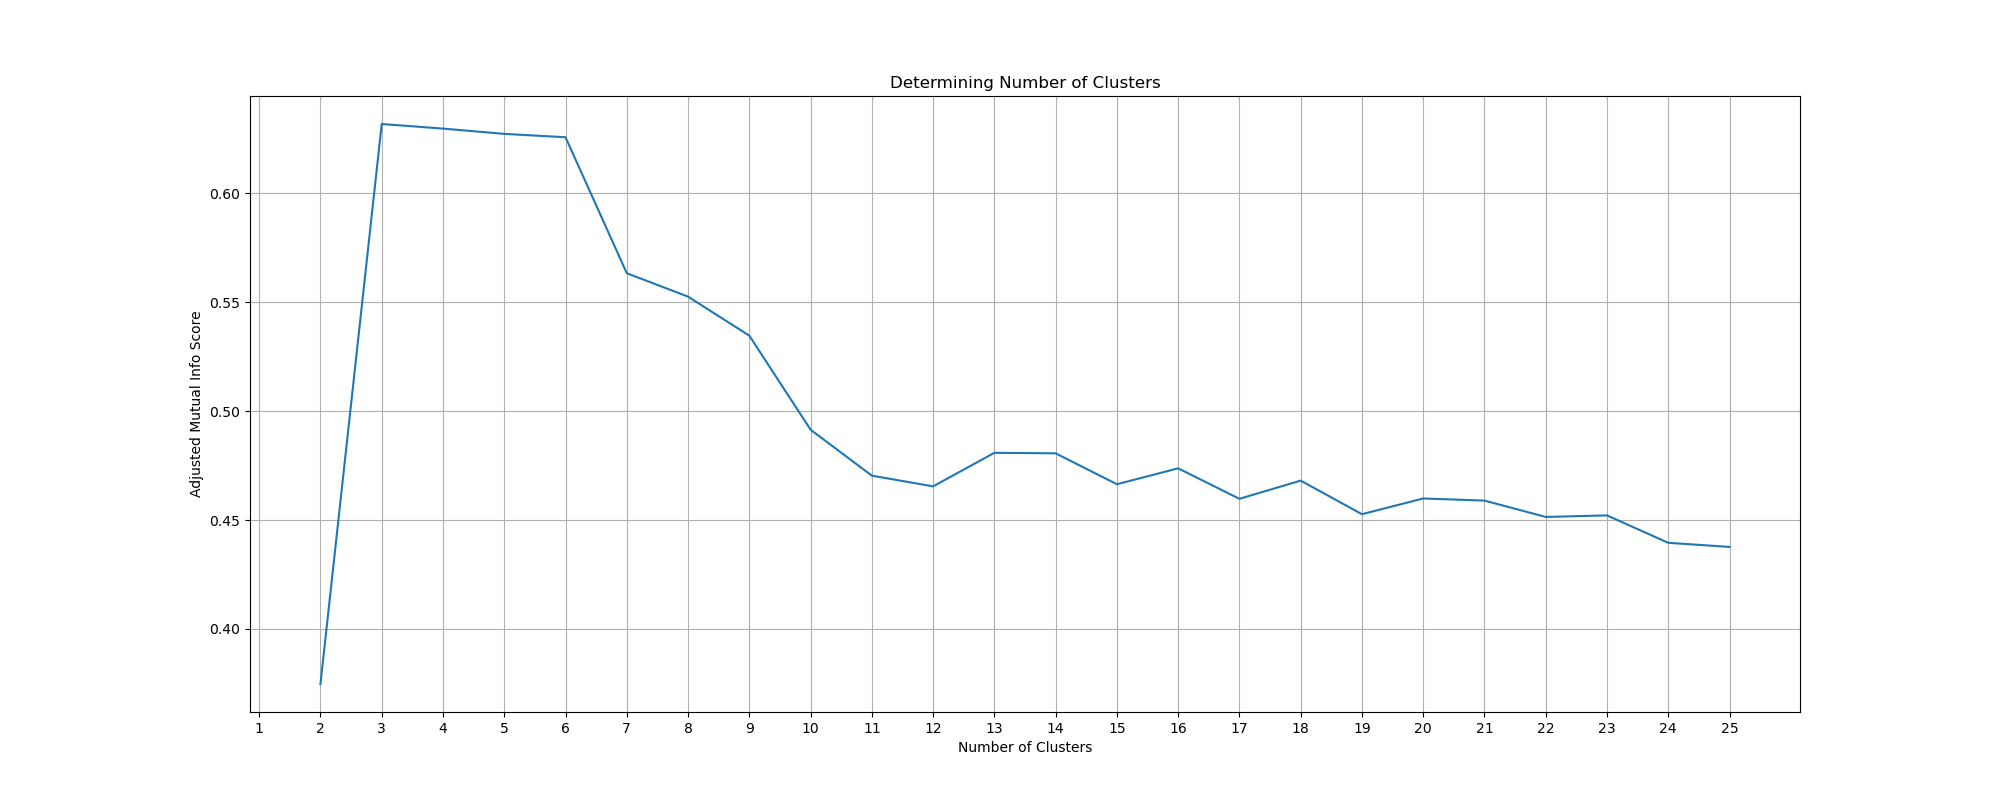 Determining Number of Clusters
Adjusted Mutual Info Score
0.60
0.55
0.50
0.45
0.40
1 2 3 4 5 6 7 8 9 10 11 12 13 14 15 16 17 18 19 20 21 22 23 24 25
Number of Clusters